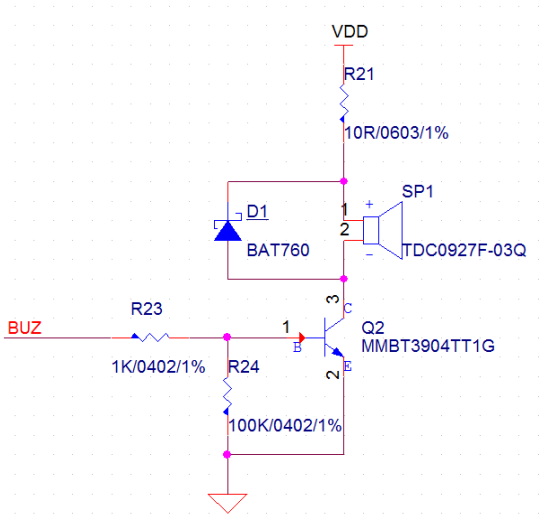 VDD
R21
10R/0603/1%
SP1
+
1
D1
2
BAT760
TDC0927F-03Q
-
3
C
R23
Q2
BUZ
1
B
MMBT3904TT1G
1K/0402/1%
R24
2
E
100K/0402/1%